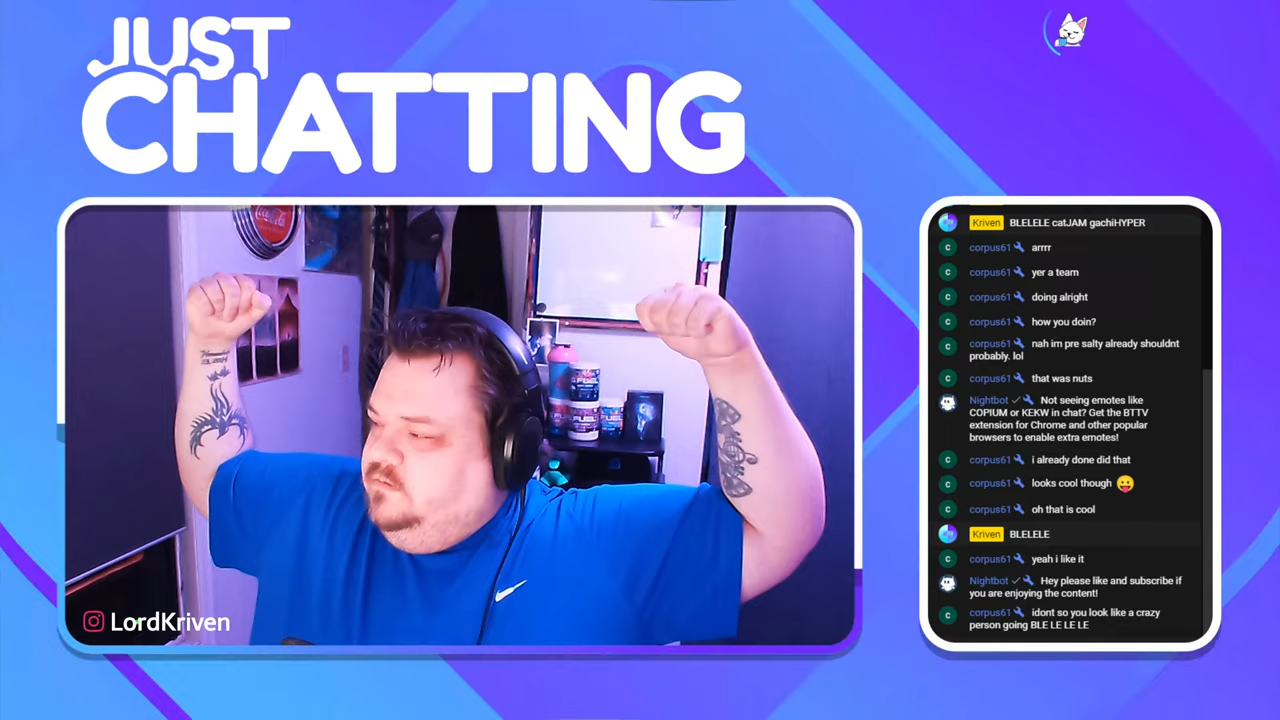 JUST
CHATTING
Coca-Cola
FUEL
LordKriven
Kriven BLELELE catJAM gachiHYPER
corpus61 arrrr
corpus61 yer a team
corpus61 doing alright
corpus61 how you doin?
corpus61 nah im pre salty already shouldnt
probably. lol
corpus61 that was nuts
Nightbot Not seeing emotes like
COPIUM or KEKW in chat? Get the BTTV
extension for Chrome and other popular
browsers to enable extra emotes!
corpus61 i already done did that
corpus61 looks cool though 😛
corpus61 oh that is cool
Kriven BLELELE
corpus61 yeah i like it
Nightbot Hey please like and subscribe if
you are enjoying the content!
corpus61 idont so you look like a crazy
person going BLE LE LE LE